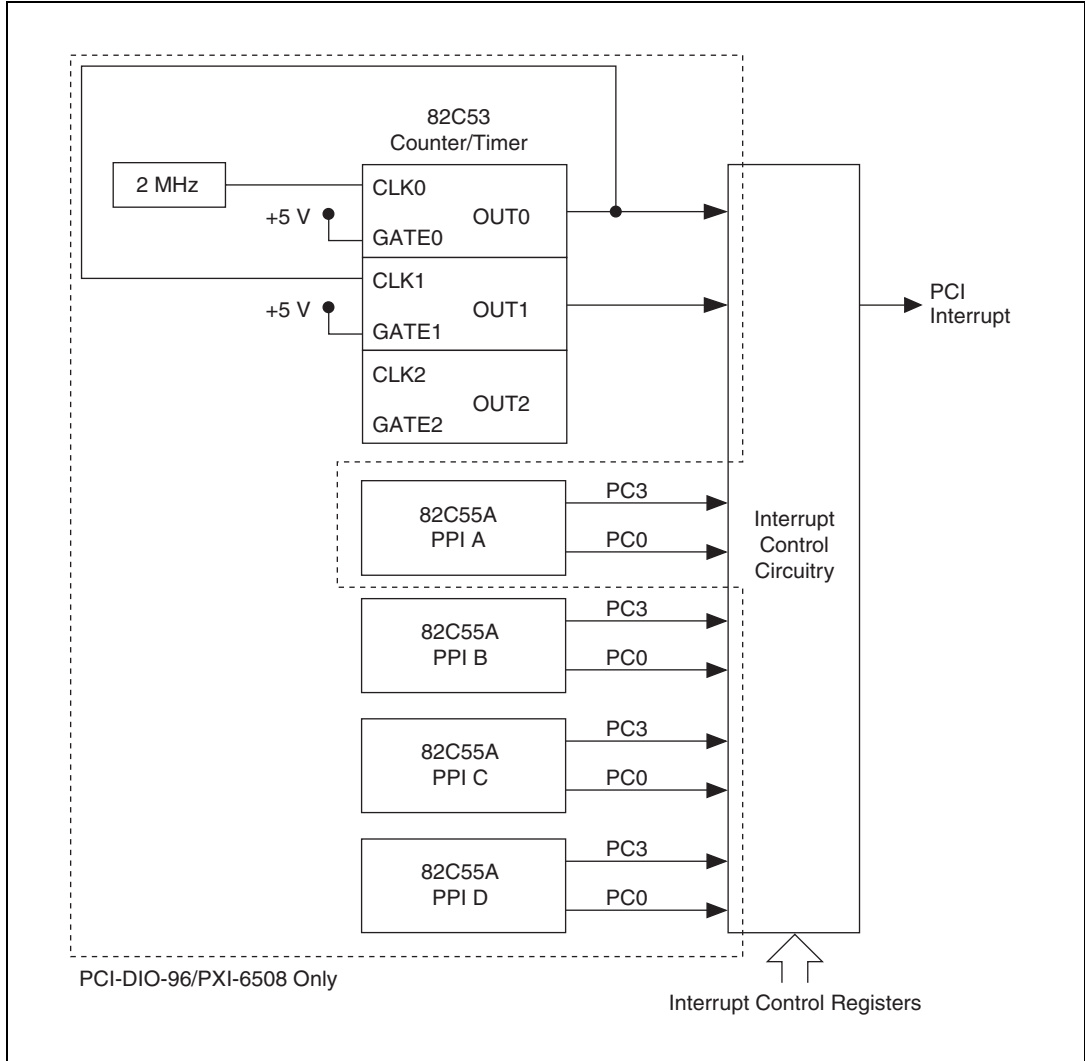 82C53
Counter/Timer
2 MHz
CLK0
OUT0
+5 V
GATE0
CLK1
OUT1
+5 V
GATE1
CLK2
OUT2
GATE2
PCI
Interrupt
82C55A
PPI A
PC3
PC0
Interrupt
Control
Circuitry
82C55A
PPI B
PC3
PC0
82C55A
PPI C
PC3
PC0
82C55A
PPI D
PC3
PC0
PCI-DIO-96/PXI-6508 Only
Interrupt Control Registers